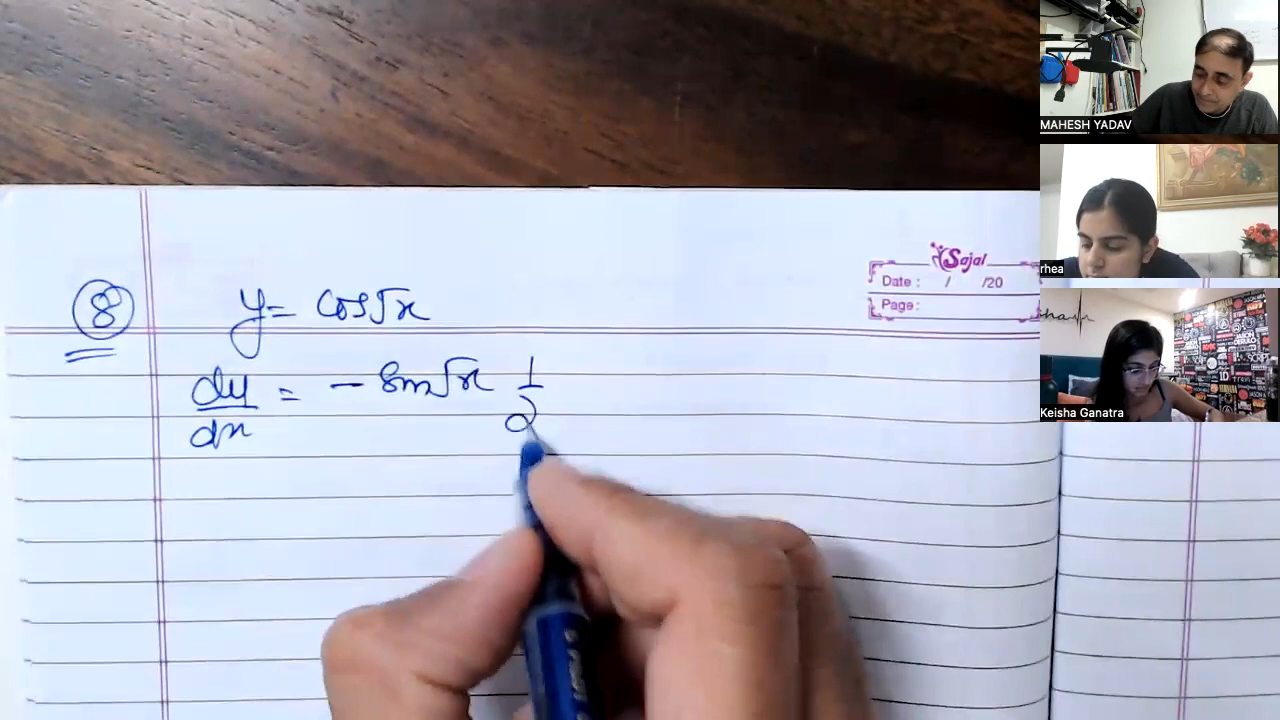 MAHESH YADAV
Sajal
Date : / /20
Page :
rhea
Keisha Ganatra
⑧ y = cos√x
dy/dx = - sin√x 1/2